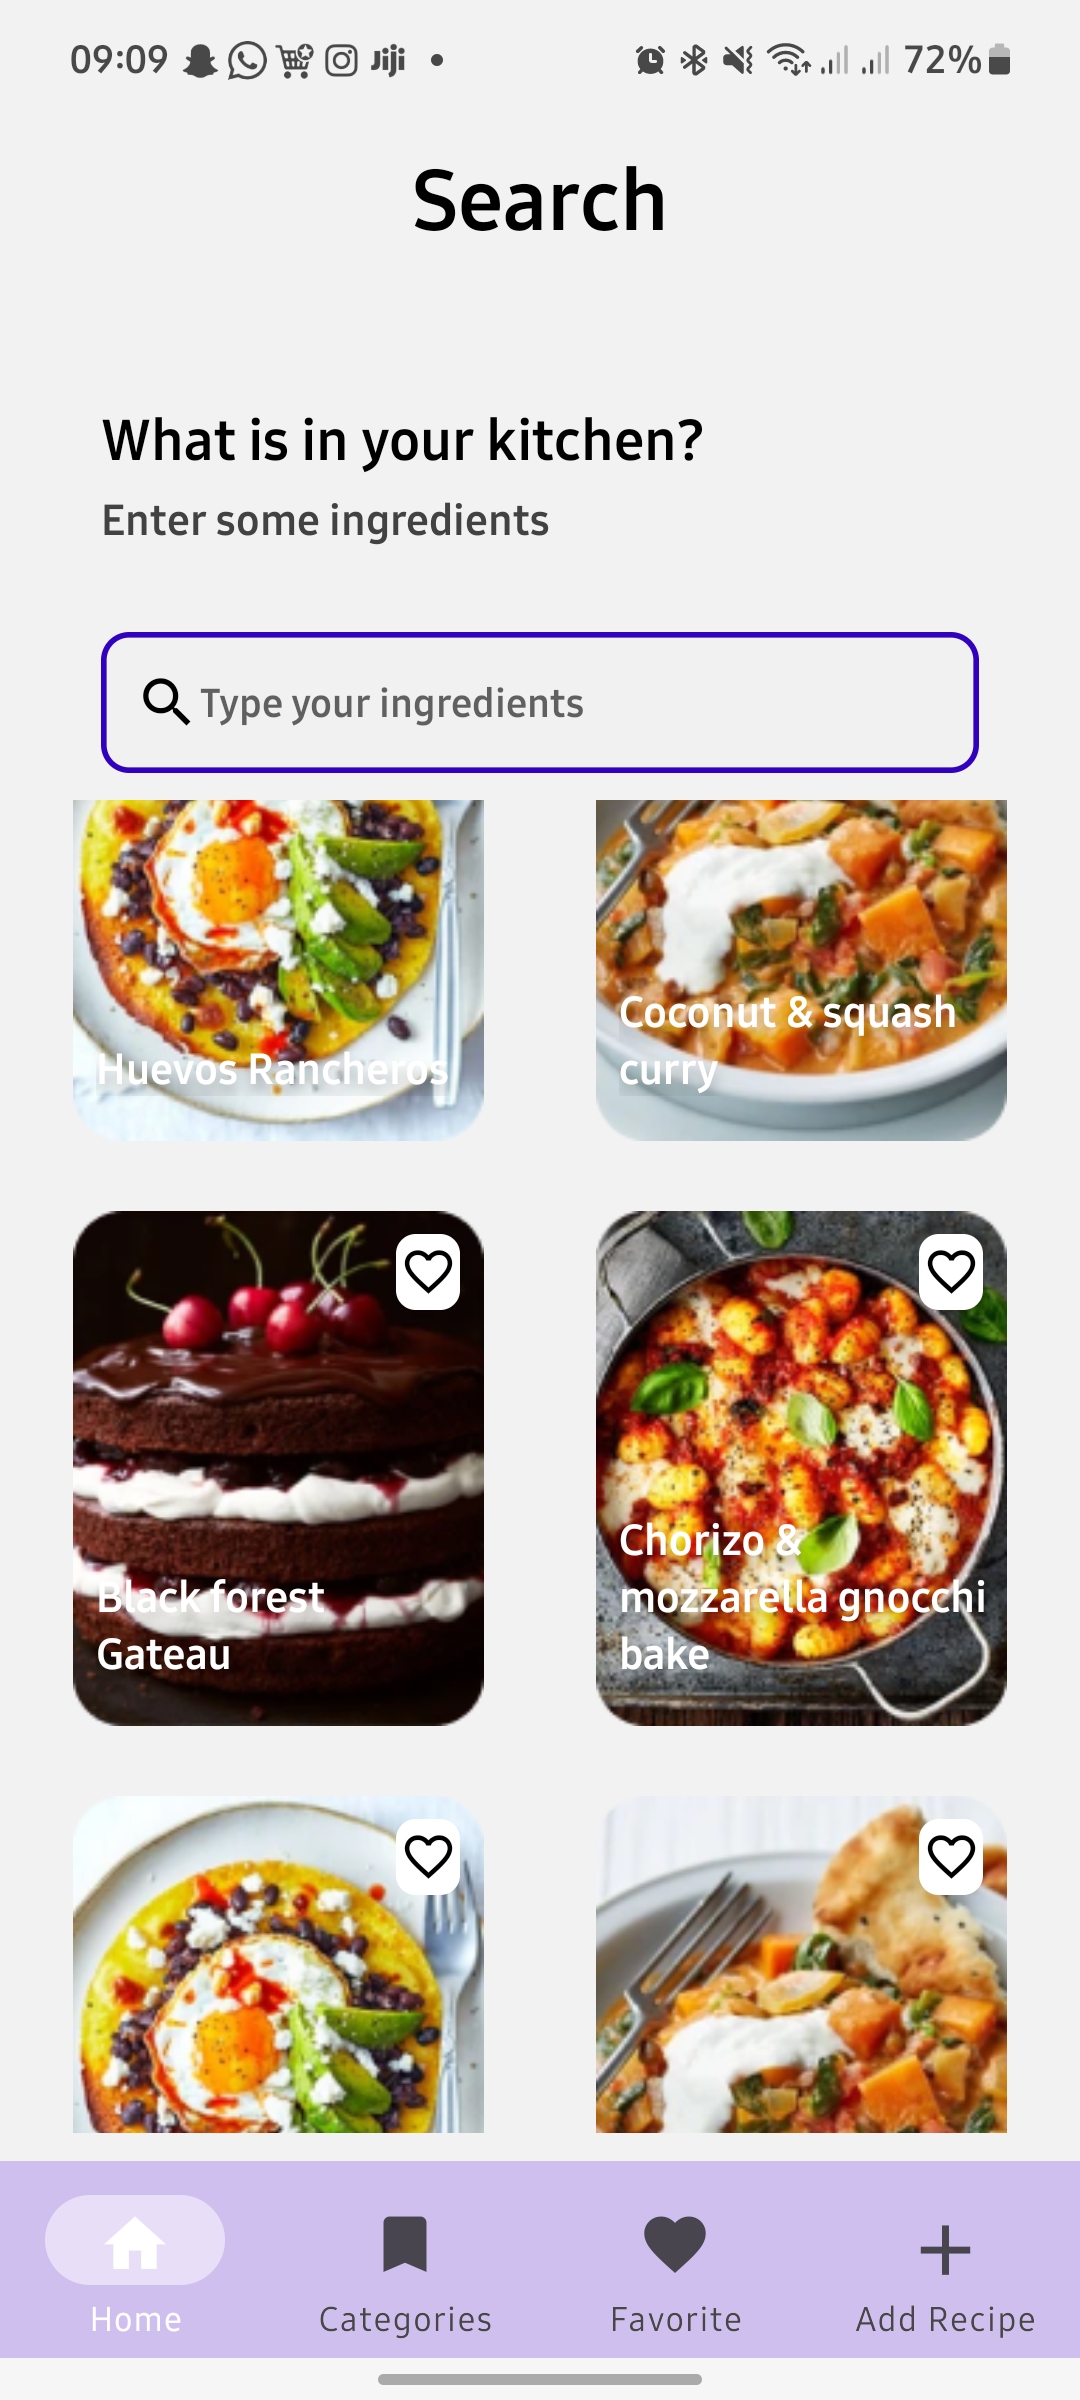 09:09 Jiji 72%
Search
What is in your kitchen?
Enter some ingredients
Type your ingredients
Huevos Rancheros
Coconut & squash
curry
Black forest
Gateau
Chorizo &
mozzarella gnocchi
bake
Home Categories Favorite Add Recipe